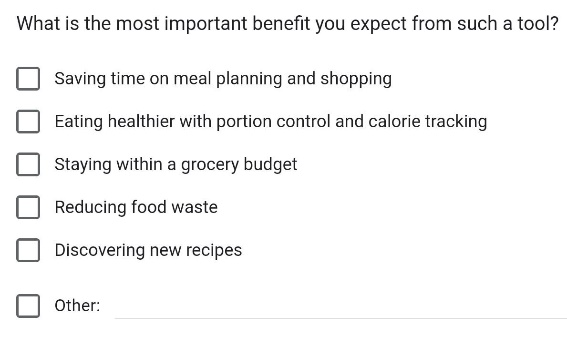 What is the most important benefit you expect from such a tool?
Saving time on meal planning and shopping
Eating healthier with portion control and calorie tracking
Staying within a grocery budget
Reducing food waste
Discovering new recipes
Other: